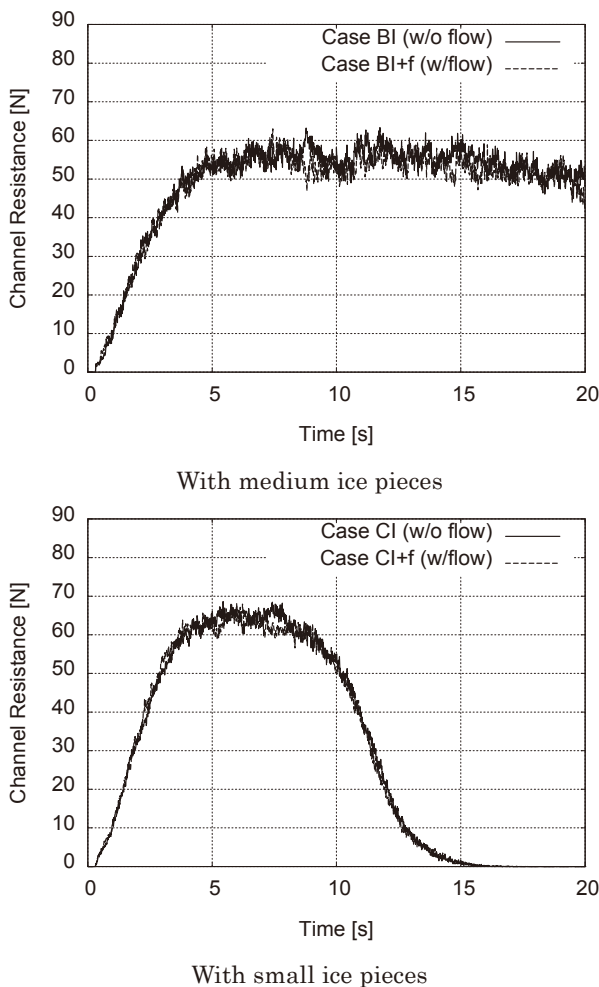 90
80
70
60
50
40
30
20
10
0
Channel Resistance [N]
Case BI (w/o flow)
Case BI+f (w/flow)
0 5 10 15 20
Time [s]
With medium ice pieces
90
80
70
60
50
40
30
20
10
0
Channel Resistance [N]
Case CI (w/o flow)
Case CI+f (w/flow)
0 5 10 15 20
Time [s]
With small ice pieces